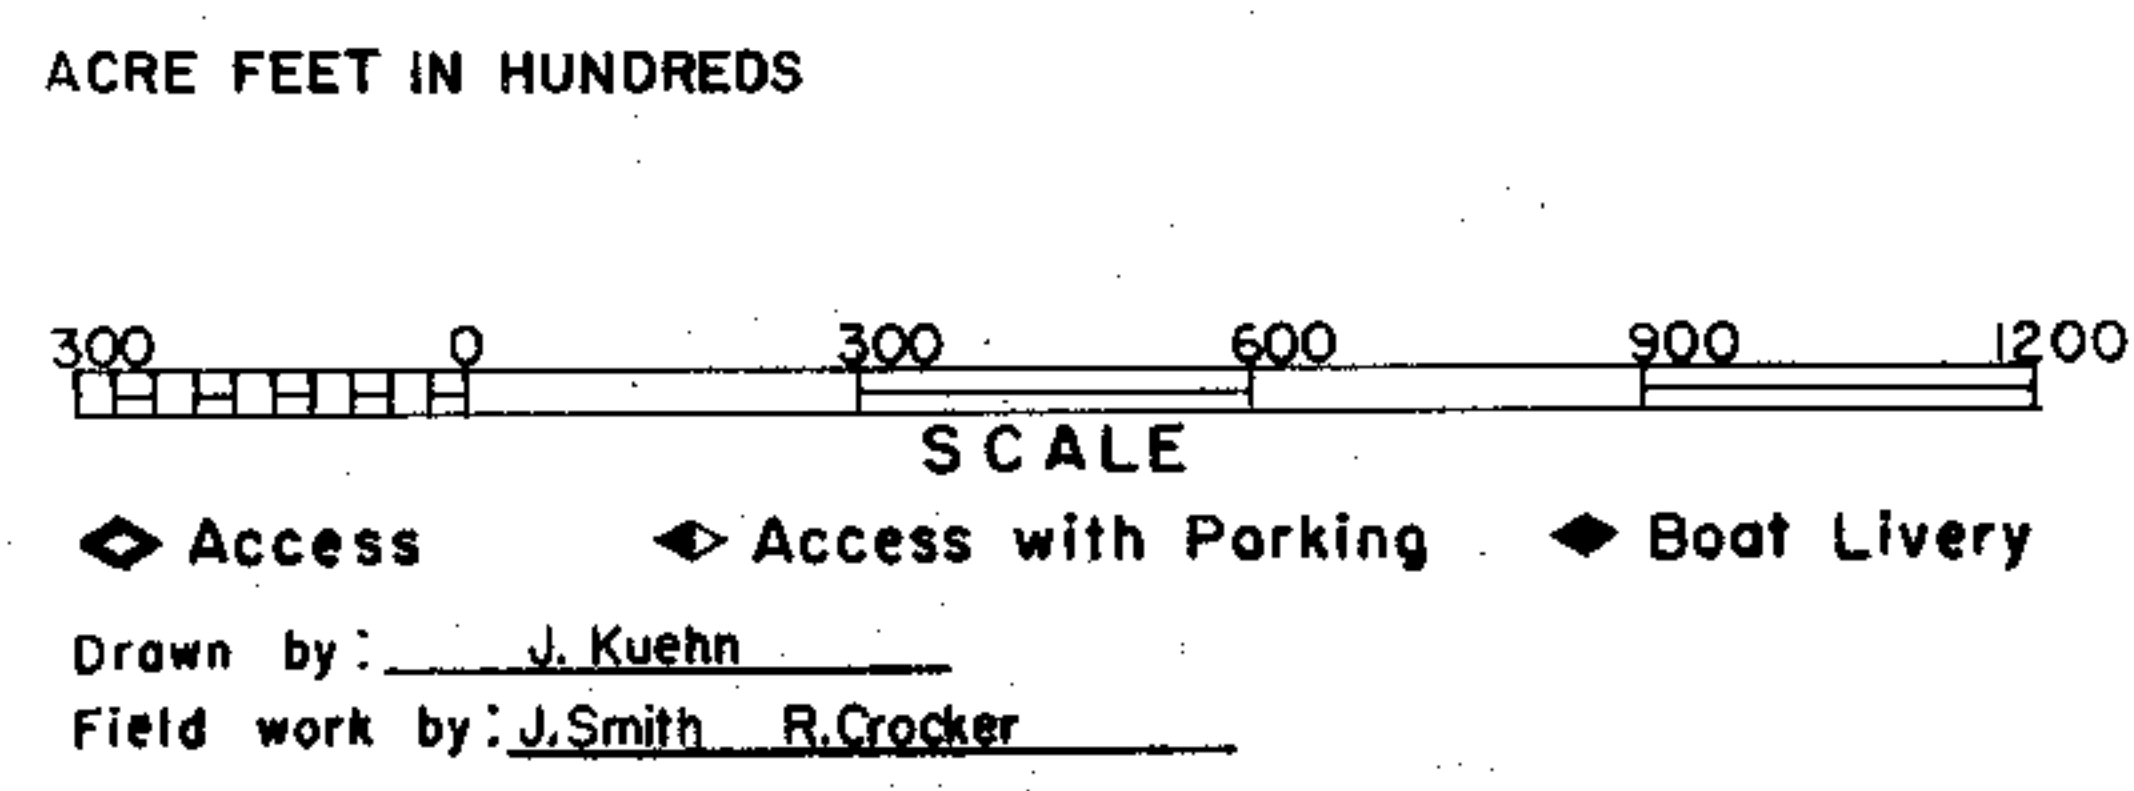 ACRE FEET IN HUNDREDS
300 0 300 600 900 1200
SCALE
Access Access with Parking Boat Livery
Drawn by: J. Kuehn
Field work by: J. Smith R. Crocker